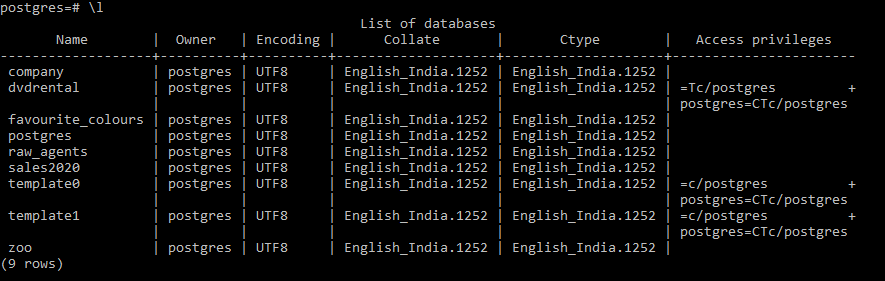 postgres=# \l
                                           List of databases
       Name        |  Owner   | Encoding |      Collate       |       Ctype        |   Access privileges
-------------------+----------+----------+--------------------+--------------------+-----------------------
 company           | postgres | UTF8     | English_India.1252 | English_India.1252 |
 dvdrental         | postgres | UTF8     | English_India.1252 | English_India.1252 | =Tc/postgres         +
                   |          |          |                    |                    | postgres=CTc/postgres
 favourite_colours | postgres | UTF8     | English_India.1252 | English_India.1252 |
 postgres          | postgres | UTF8     | English_India.1252 | English_India.1252 |
 raw_agents        | postgres | UTF8     | English_India.1252 | English_India.1252 |
 sales2020         | postgres | UTF8     | English_India.1252 | English_India.1252 |
 template0         | postgres | UTF8     | English_India.1252 | English_India.1252 | =c/postgres          +
                   |          |          |                    |                    | postgres=CTc/postgres
 template1         | postgres | UTF8     | English_India.1252 | English_India.1252 | =c/postgres          +
                   |          |          |                    |                    | postgres=CTc/postgres
 zoo               | postgres | UTF8     | English_India.1252 | English_India.1252 |
(9 rows)